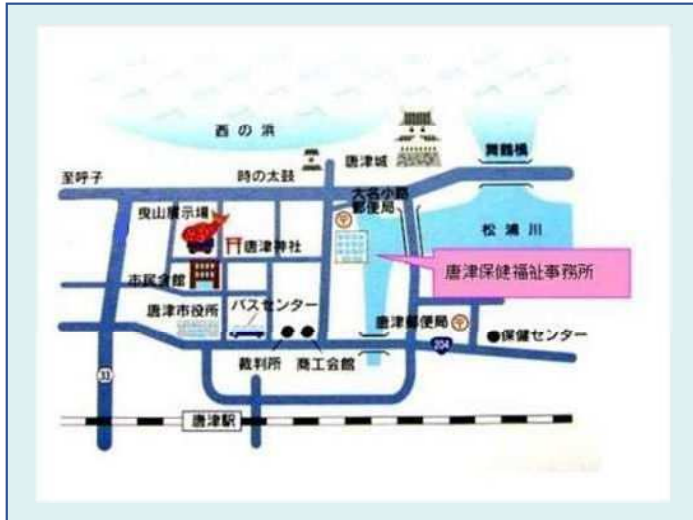 西の浜
唐津城
舞鶴橋
至呼子
時の太鼓
大名小路
郵便局
曳山展示場
唐津神社
松浦川
唐津保健福祉事務所
市民会館
唐津市役所
バスセンター
唐津郵便局
204
保健センター
裁判所
商工会館
33
唐津駅